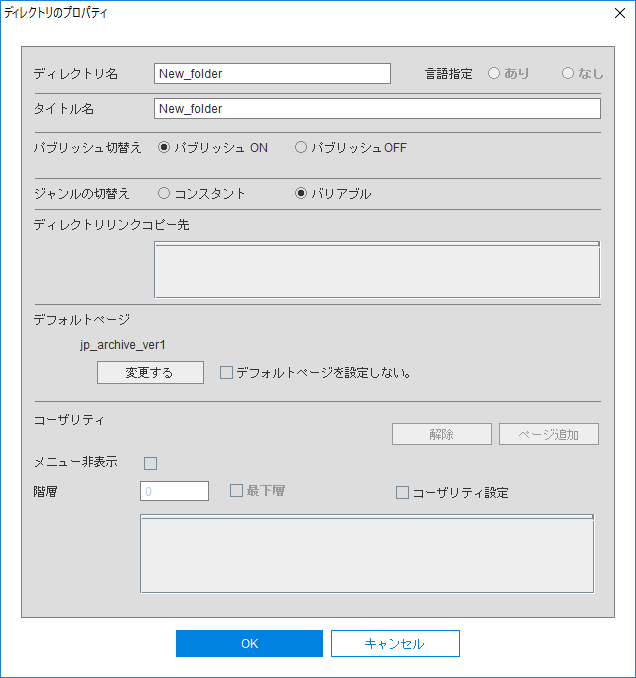 ディレクトリのプロパティ
ディレクトリ名 New_folder 言語指定 あり なし
タイトル名 New_folder
パブリッシュ切替え パブリッシュ ON パブリッシュOFF
ジャンルの切替え コンスタント バリアブル
ディレクトリリンクコピー先
デフォルトページ
jp_archive_ver1
変更する デフォルトページを設定しない。
コーザリティ
解除 ページ追加
メニュー非表示
階層 0 最下層 コーザリティ設定
OK キャンセル